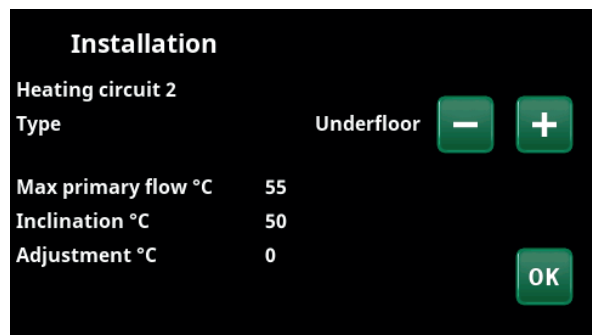 Installation
Heating circuit 2
Type Underfloor − +
Max primary flow °C 55
Inclination °C 50
Adjustment °C 0
OK